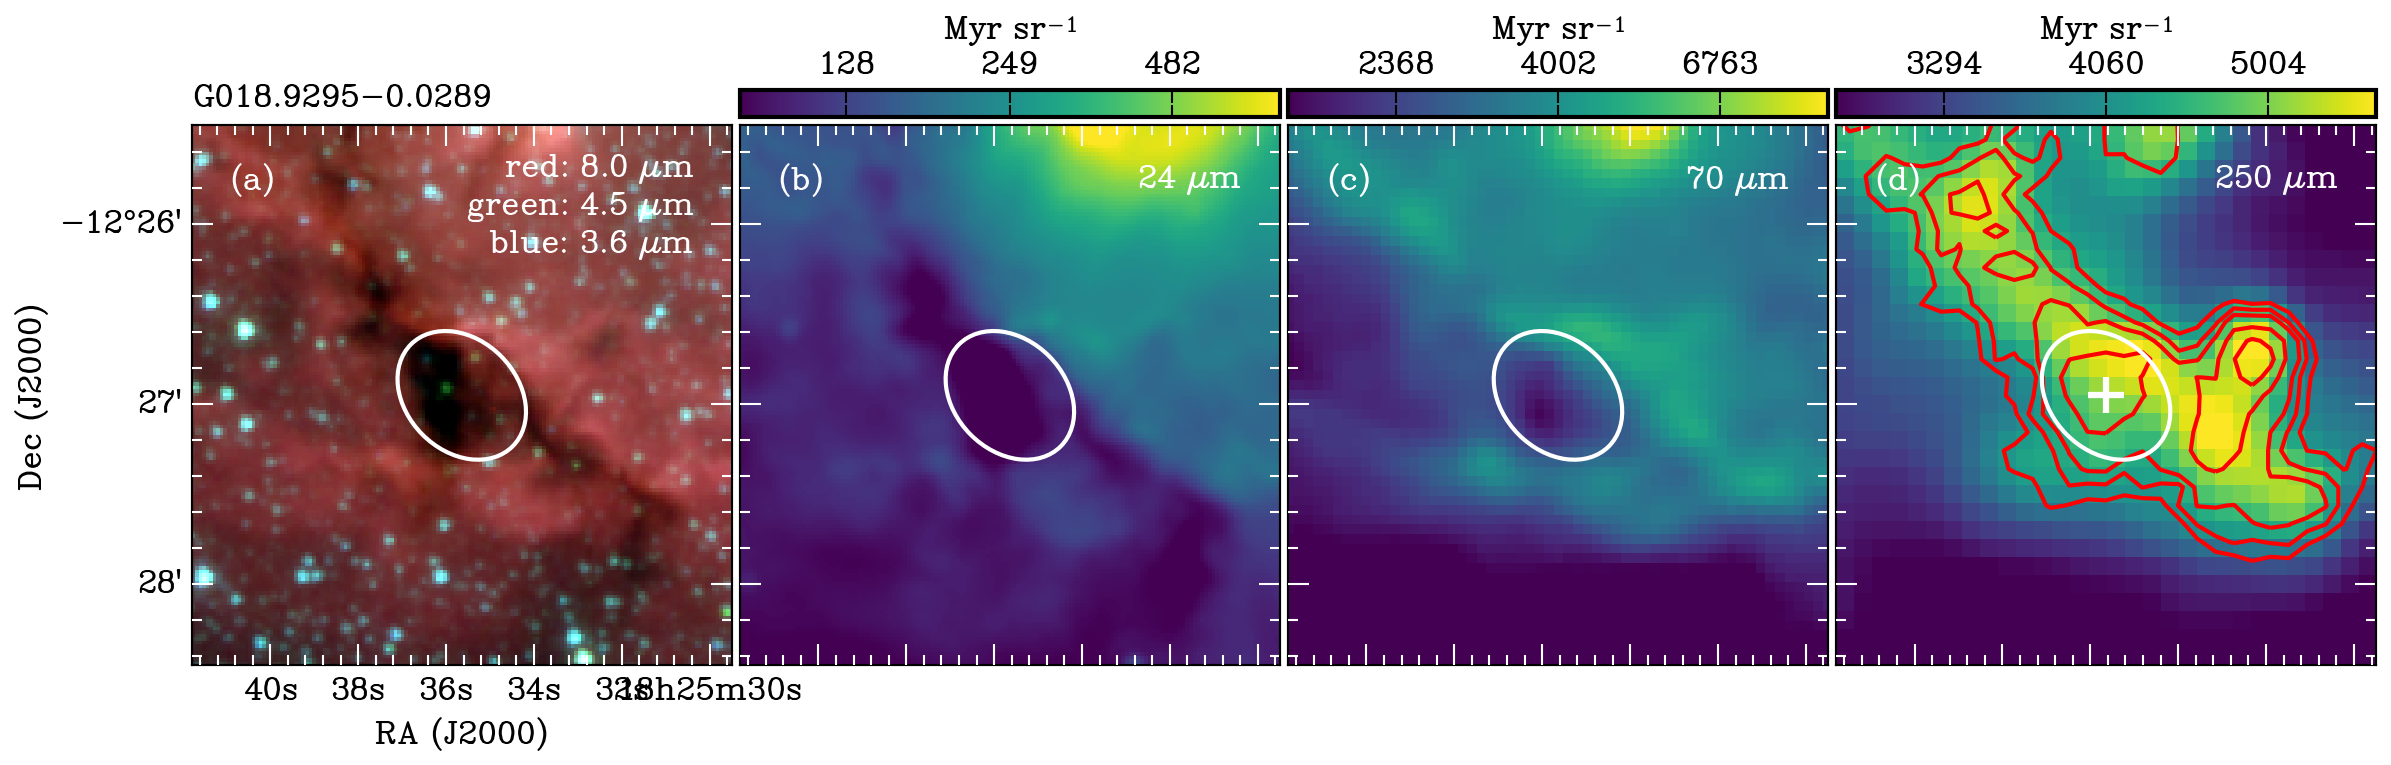 Myr sr⁻¹ Myr sr⁻¹ Myr sr⁻¹
128 249 482 2368 4002 6763 3294 4060 5004
G018.9295−0.0289
(a) red: 8.0 μm
green: 4.5 μm
blue: 3.6 μm
(b) 24 μm
(c) 70 μm
(d) 250 μm
−12°26'
27'
28'
Dec (J2000)
40s 38s 36s 34s 32s 18h25m30s
RA (J2000)